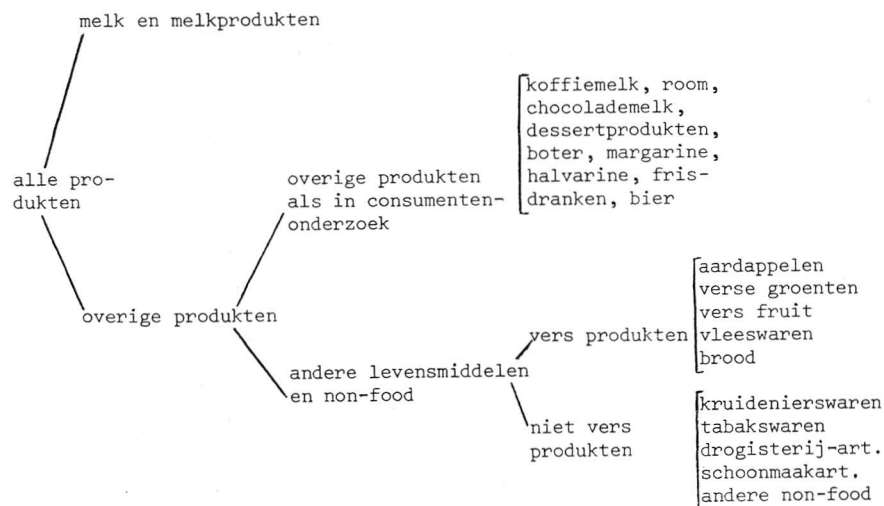 melk en melkprodukten
koffiemelk, room,
chocolademelk,
dessertprodukten,
boter, margarine,
halvarine, fris-
dranken, bier
alle pro-
dukten
overige produkten
als in consumenten-
onderzoek
overige produkten
aardappelen
verse groenten
vers fruit
vleeswaren
brood
vers produkten
andere levensmiddelen
en non-food
niet vers
produkten
kruidenierswaren
tabakswaren
drogisterij-art.
schoonmaakart.
andere non-food